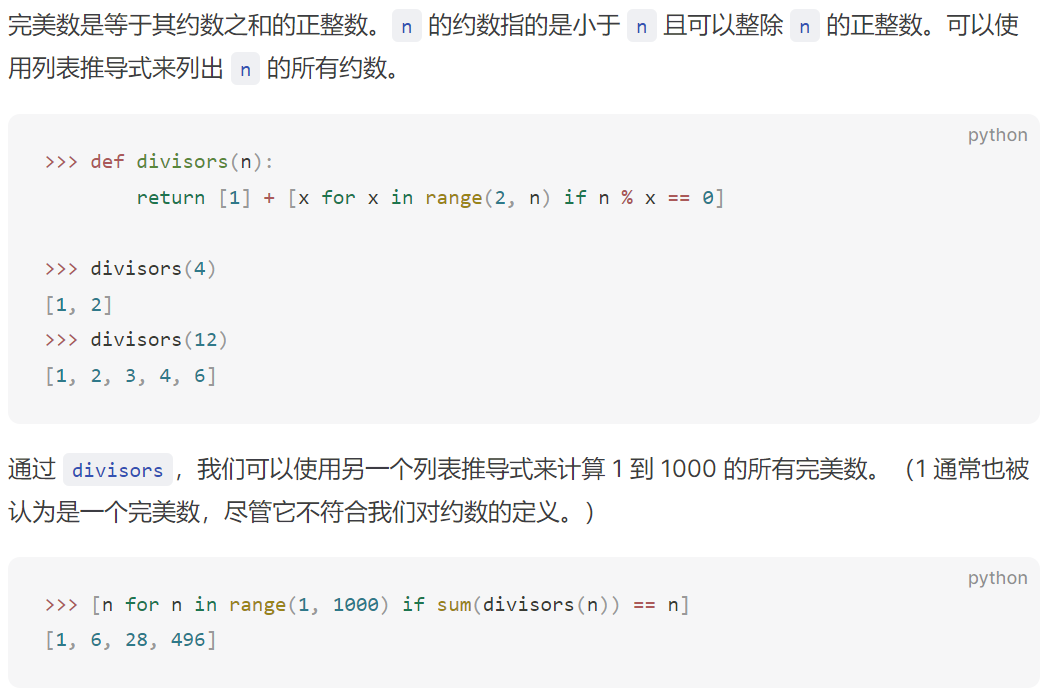 完美数是等于其约数之和的正整数。 n 的约数指的是小于 n 且可以整除 n 的正整数。可以使
用列表推导式来列出 n 的所有约数。
python
>>> def divisors(n):
        return [1] + [x for x in range(2, n) if n % x == 0]
>>> divisors(4)
[1, 2]
>>> divisors(12)
[1, 2, 3, 4, 6]
通过 divisors，我们可以使用另一个列表推导式来计算 1 到 1000 的所有完美数。（1 通常也被
认为是一个完美数，尽管它不符合我们对约数的定义。）
python
>>> [n for n in range(1, 1000) if sum(divisors(n)) == n]
[1, 6, 28, 496]